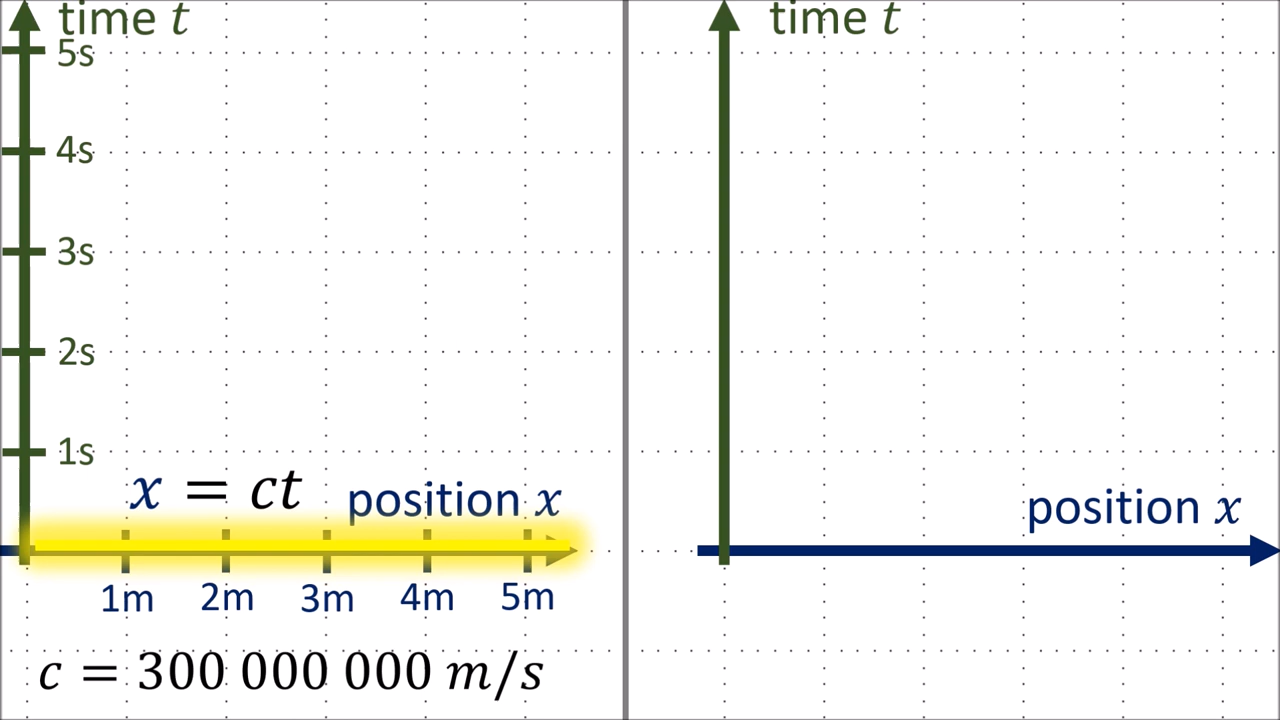 time t
5s
4s
3s
2s
1s
x = ct
position x
1m 2m 3m 4m 5m
c = 300 000 000 m/s
time t
position x